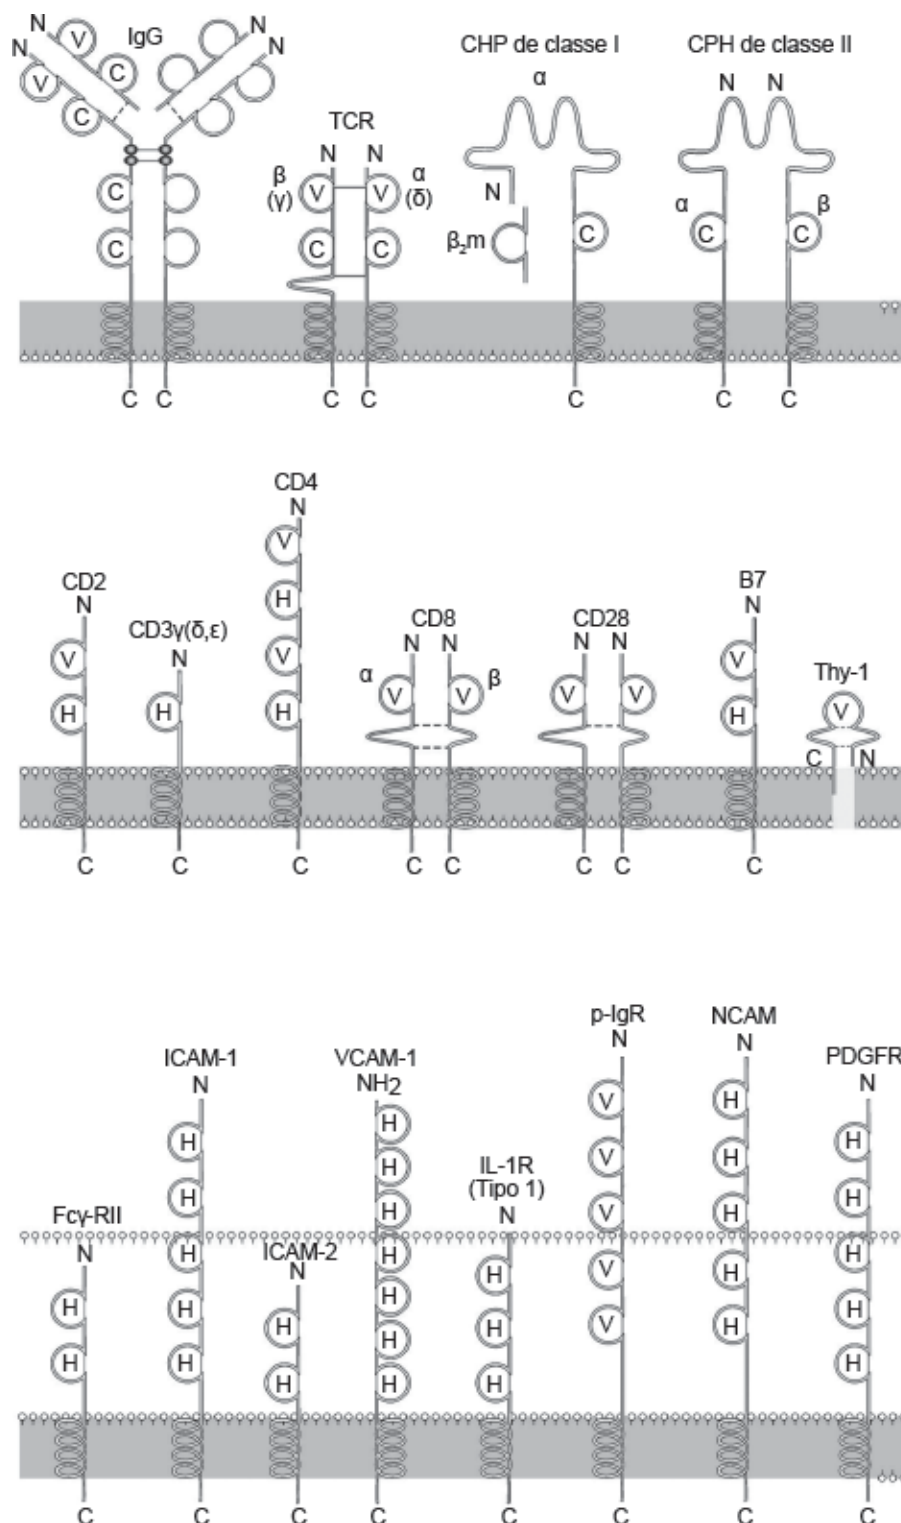 IgG
CHP de classe I
CPH de classe II
N
N
N
N
V
V
C
C
α
N N
TCR
N N
β
(γ)
V
V
α
(δ)
C
C
C
C
N
β₂m
C
α
C
C
β
C C
C C
C
C C
CD4
N
V
H
V
H
C
CD2
N
V
H
C
CD3γ(δ,ε)
N
H
C
CD8
N N
α
V
V
β
C C
CD28
N N
V
V
C C
B7
N
V
H
C
Thy-1
V
C N
Fcγ-RII
N
H
H
C
ICAM-1
N
H
H
H
H
H
C
ICAM-2
N
H
H
C
VCAM-1
NH2
H
H
H
H
H
H
H
C
IL-1R
(Tipo 1)
N
H
H
H
C
p-IgR
N
V
V
V
V
V
C
NCAM
N
H
H
H
H
H
C
PDGFR
N
H
H
H
H
H
C